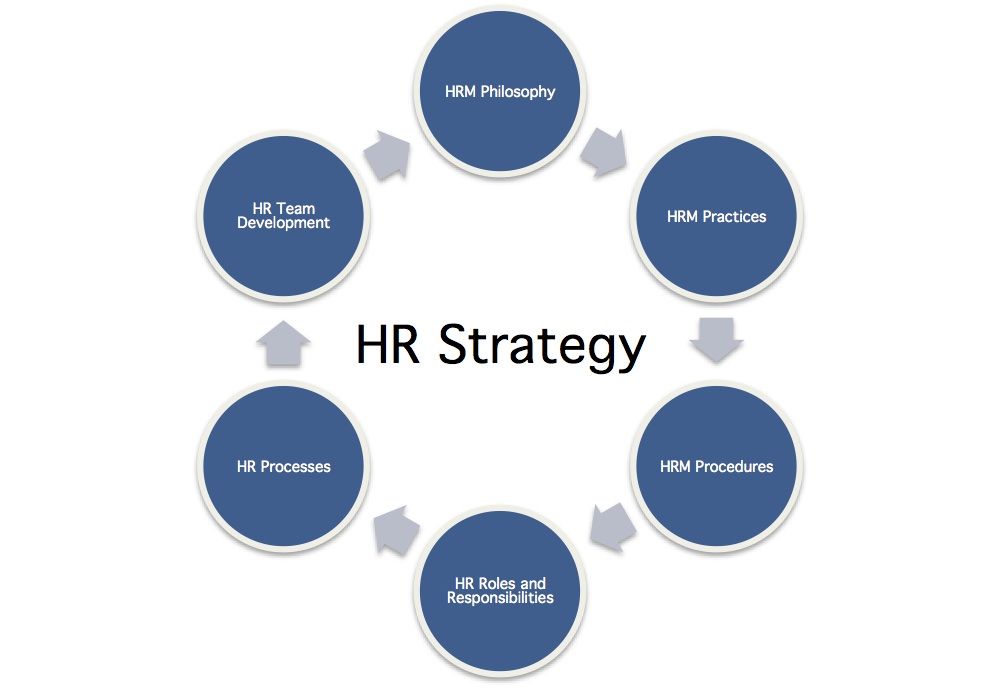 HRM Philosophy
HRM Practices
HRM Procedures
HR Roles and
Responsibilities
HR Processes
HR Team
Development
HR Strategy